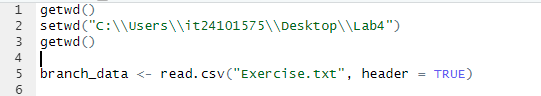 1 getwd()
2 setwd("C:\\Users\\it24101575\\Desktop\\Lab4")
3 getwd()
4
5 branch_data <- read.csv("Exercise.txt", header = TRUE)
6